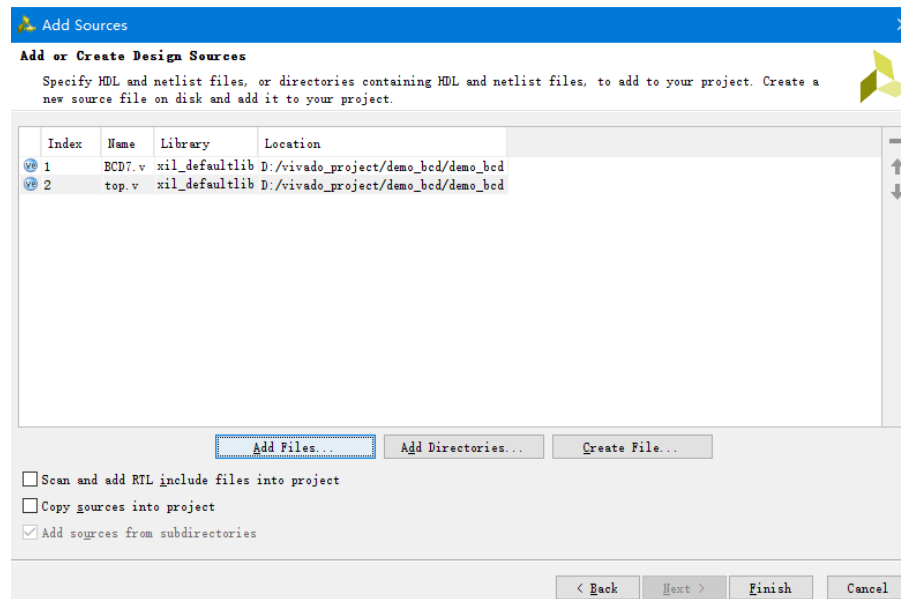 Add Sources
Add or Create Design Sources
Specify HDL and netlist files, or directories containing HDL and netlist files, to add to your project. Create a
new source file on disk and add it to your project.
Index Name Library Location
1 BCD7.v xil_defaultlib D:/vivado_project/demo_bcd/demo_bcd
2 top.v xil_defaultlib D:/vivado_project/demo_bcd/demo_bcd
Add Files... Add Directories... Create File...
Scan and add RTL include files into project
Copy sources into project
Add sources from subdirectories
< Back Next > Finish Cancel